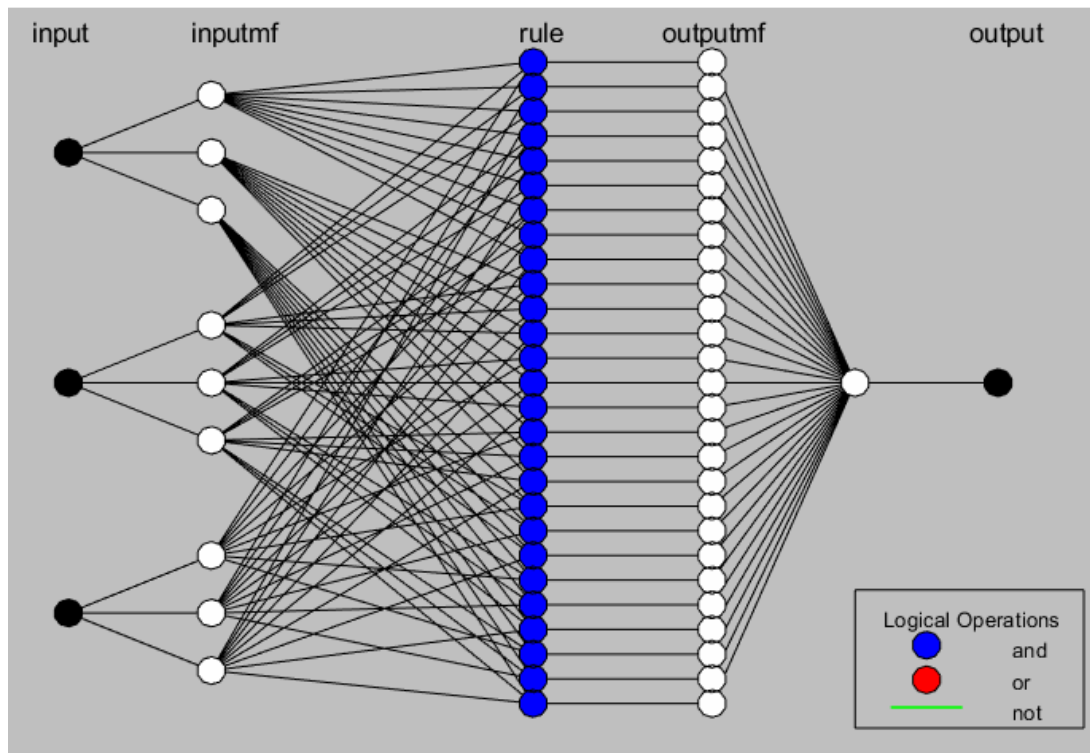 input inputmf rule outputmf output
Logical Operations
and
or
not